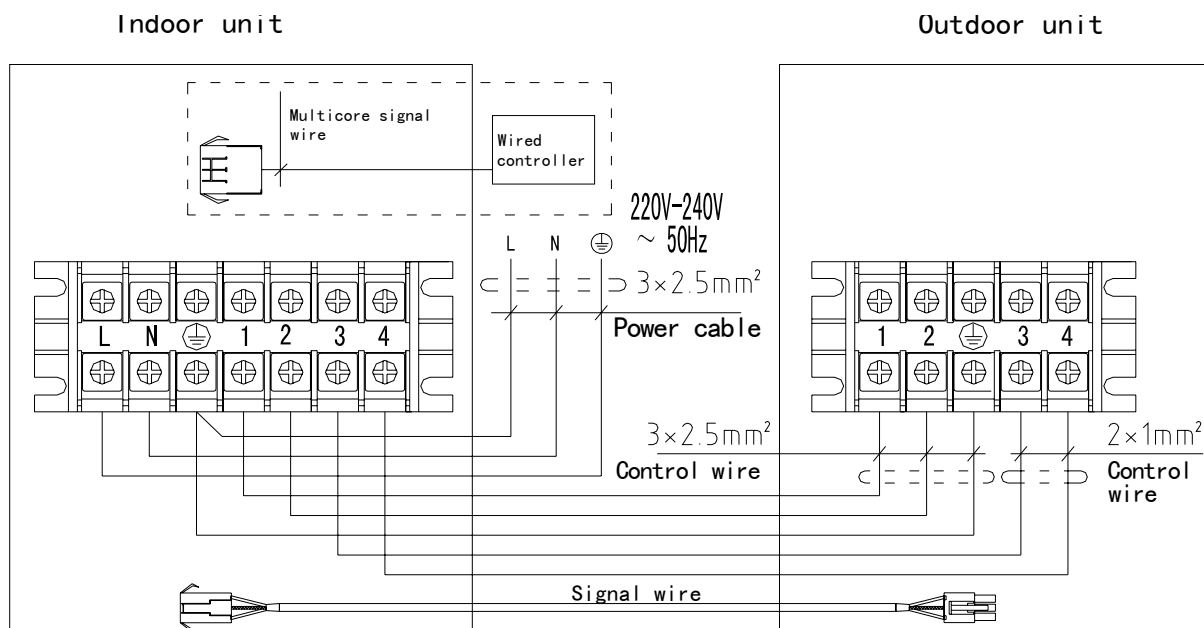 Indoor unit
Outdoor unit
Multicore signal
wire
Wired
controller
220V-240V
~ 50Hz
L N
3×2.5mm²
Power cable
L N 1 2 3 4
1 2 3 4
3×2.5mm²
Control wire
2×1mm²
Control
wire
Signal wire